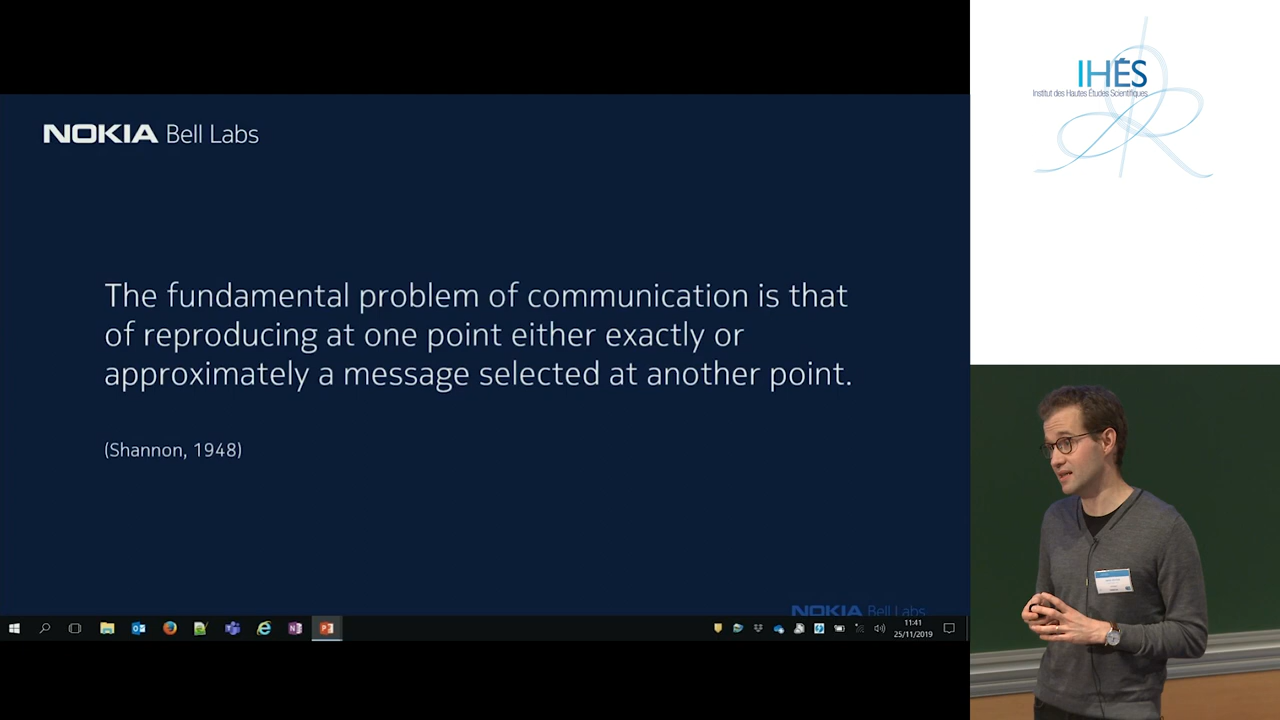 NOKIA Bell Labs
The fundamental problem of communication is that
of reproducing at one point either exactly or
approximately a message selected at another point.
(Shannon, 1948)
NOKIA Bell Labs
11:41
25/11/2019
IHÉS
Institut des Hautes Études Scientifiques